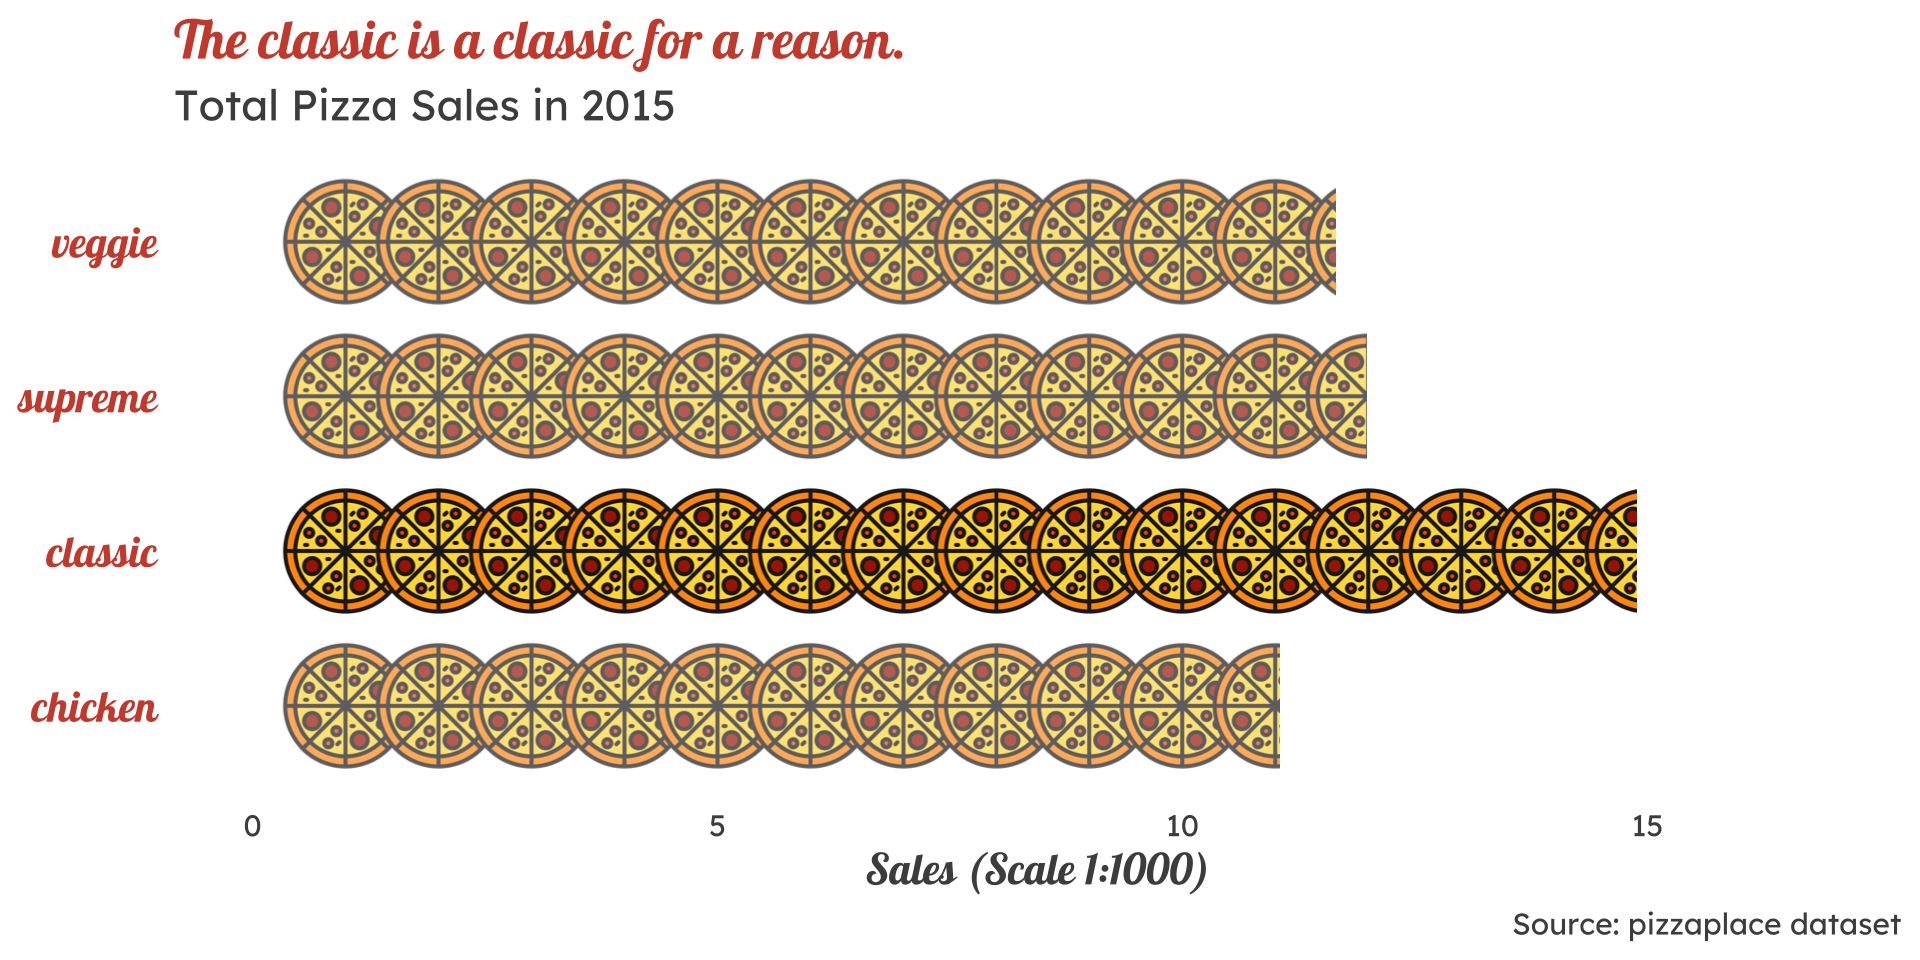 The classic is a classic for a reason.
Total Pizza Sales in 2015
veggie
supreme
classic
chicken
0 5 10 15
Sales (Scale 1:1000)
Source: pizzaplace dataset